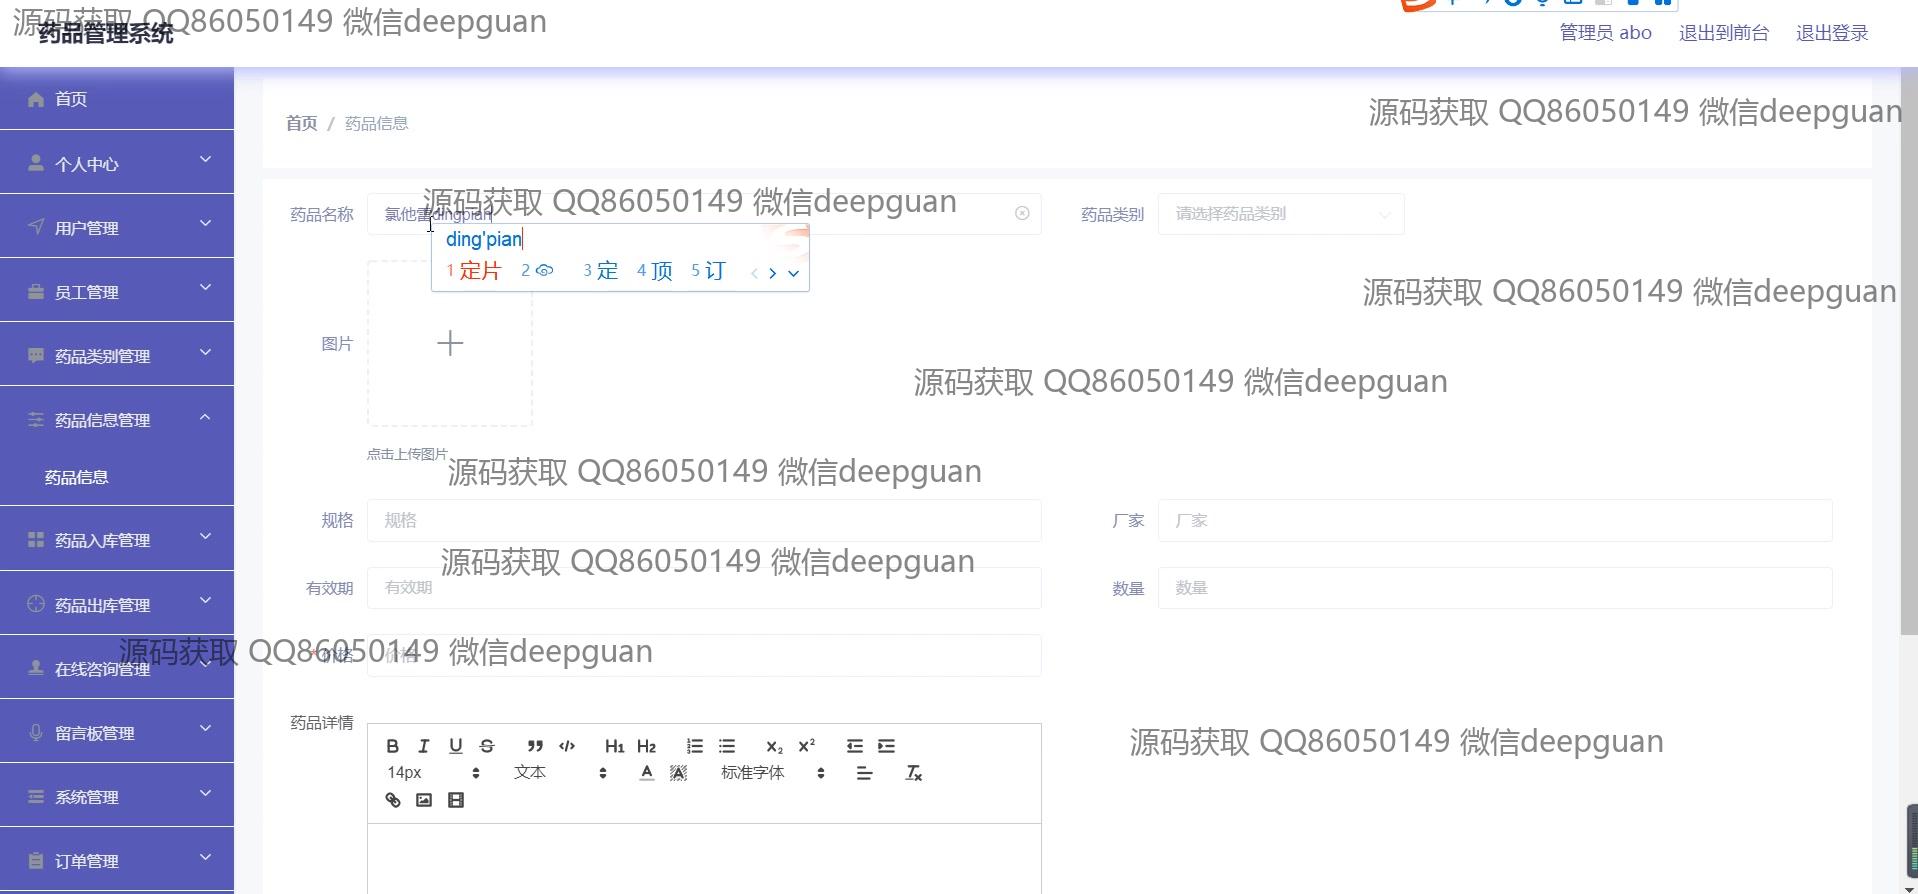 源码获取 QQ86050149 微信deepguan
药品管理系统
管理员 abo 退出到前台 退出登录
首页
个人中心
用户管理
员工管理
药品类别管理
药品信息管理
药品信息
药品入库管理
药品出库管理
在线咨询管理
留言板管理
系统管理
订单管理
首页 / 药品信息
源码获取 QQ86050149 微信deepguan
源码获取 QQ86050149 微信deepguan
药品名称 氯他雷dingpian
药品类别 请选择药品类别
ding'pian
1 定片 2 3 定 4 顶 5 订
源码获取 QQ86050149 微信deepguan
图片
源码获取 QQ86050149 微信deepguan
点击上传图片
源码获取 QQ86050149 微信deepguan
规格 规格
厂家 厂家
源码获取 QQ86050149 微信deepguan
有效期 有效期
数量 数量
源码获取 QQ86050149 微信deepguan
* 价格 价格
药品详情
B I U S H1 H2 X2 X2
14px 文本 A A 标准字体 Tx
源码获取 QQ86050149 微信deepguan